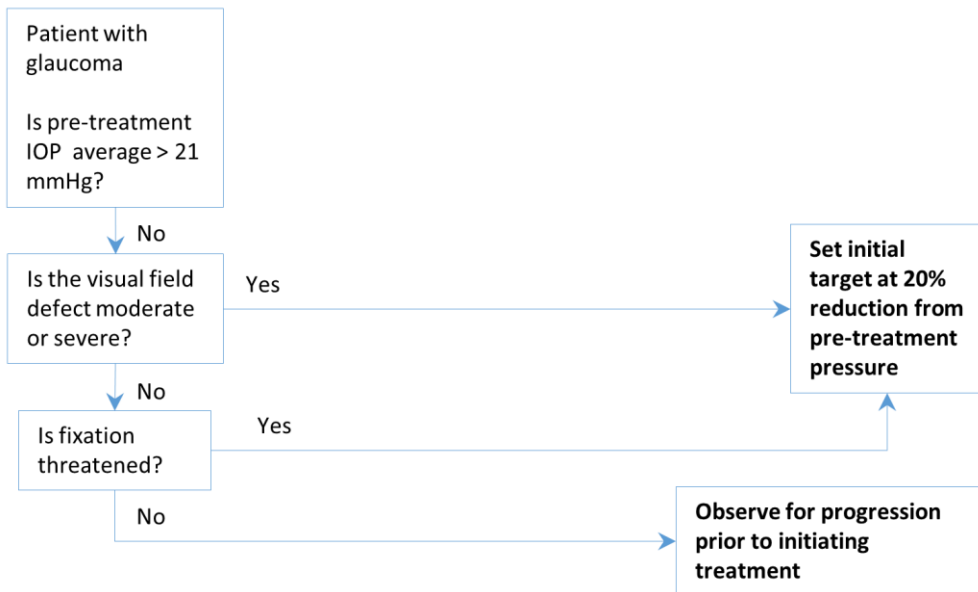 Patient with
glaucoma
Is pre-treatment
IOP average > 21
mmHg?
No
Is the visual field
defect moderate
or severe?
Yes
Set initial
target at 20%
reduction from
pre-treatment
pressure
No
Is fixation
threatened?
Yes
No
Observe for progression
prior to initiating
treatment